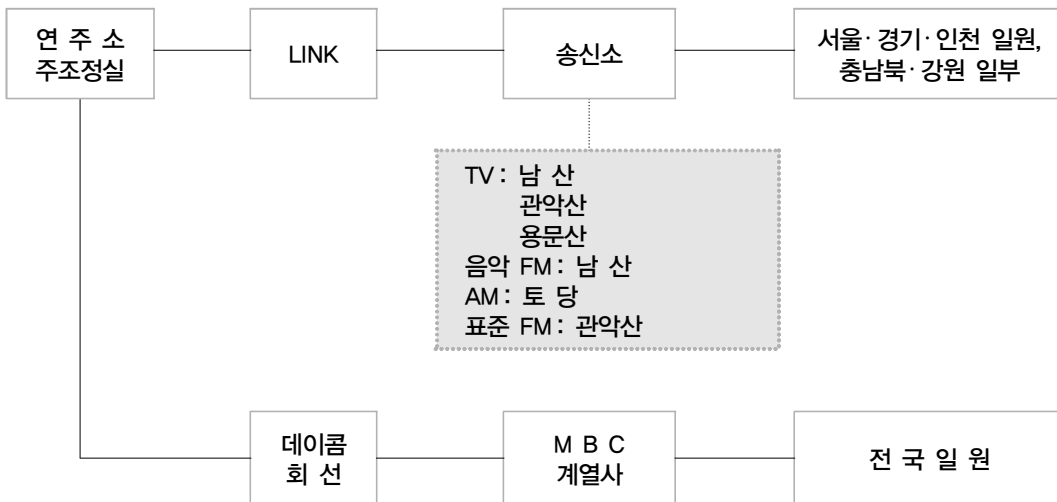 연 주 소
주조정실
LINK
송신소
서울·경기·인천 일원,
충남북·강원 일부
TV : 남 산
관악산
용문산
음악 FM : 남 산
AM : 토 당
표준 FM : 관악산
데이콤
회 선
M B C
계열사
전 국 일 원